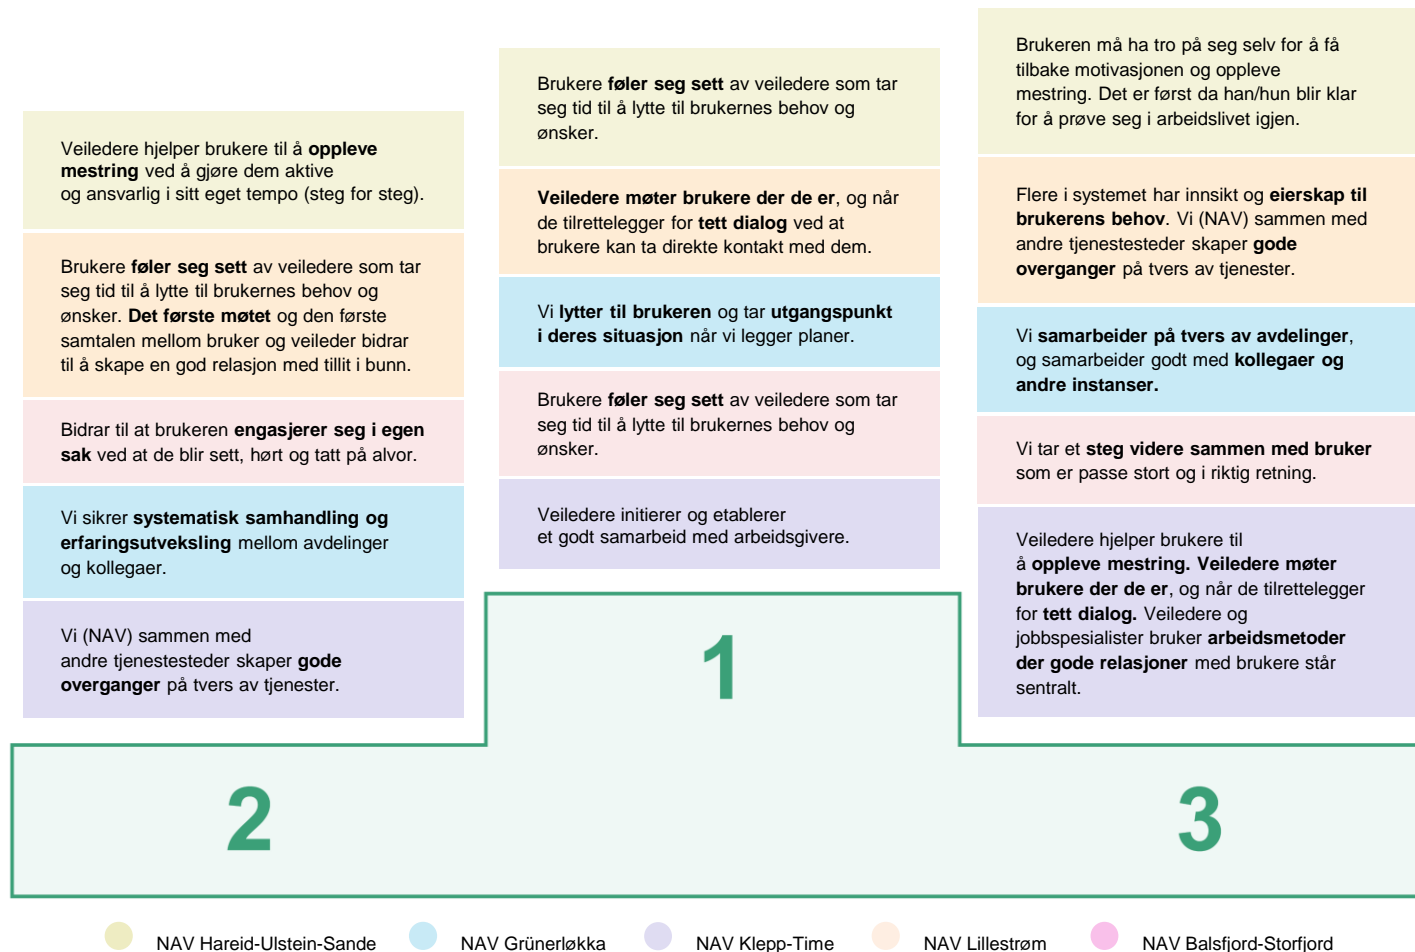 Veiledere hjelper brukere til å oppleve
mestring ved å gjøre dem aktive
og ansvarlig i sitt eget tempo (steg for steg).
Brukere føler seg sett av veiledere som tar
seg tid til å lytte til brukernes behov og
ønsker. Det første møtet og den første
samtalen mellom bruker og veileder bidrar
til å skape en god relasjon med tillit i bunn.
Bidrar til at brukeren engasjerer seg i egen
sak ved at de blir sett, hørt og tatt på alvor.
Vi sikrer systematisk samhandling og
erfaringsutveksling mellom avdelinger
og kollegaer.
Vi (NAV) sammen med
andre tjenestesteder skaper gode
overganger på tvers av tjenester.
2
Brukere føler seg sett av veiledere som tar
seg tid til å lytte til brukernes behov og
ønsker.
Veiledere møter brukere der de er, og når
de tilrettelegger for tett dialog ved at
brukere kan ta direkte kontakt med dem.
Vi lytter til brukeren og tar utgangspunkt
i deres situasjon når vi legger planer.
Brukere føler seg sett av veiledere som tar
seg tid til å lytte til brukernes behov og
ønsker.
Veiledere initierer og etablerer
et godt samarbeid med arbeidsgivere.
1
Brukeren må ha tro på seg selv for å få
tilbake motivasjonen og oppleve
mestring. Det er først da han/hun blir klar
for å prøve seg i arbeidslivet igjen.
Flere i systemet har innsikt og eierskap til
brukerens behov. Vi (NAV) sammen med
andre tjenestesteder skaper gode
overganger på tvers av tjenester.
Vi samarbeider på tvers av avdelinger,
og samarbeider godt med kollegaer og
andre instanser.
Vi tar et steg videre sammen med bruker
som er passe stort og i riktig retning.
Veiledere hjelper brukere til
å oppleve mestring. Veiledere møter
brukere der de er, og når de tilrettelegger
for tett dialog. Veiledere og
jobbspesialister bruker arbeidsmetoder
der gode relasjoner med brukere står
sentralt.
3
NAV Hareid-Ulstein-Sande
NAV Grünerløkka
NAV Klepp-Time
NAV Lillestrøm
NAV Balsfjord-Storfjord